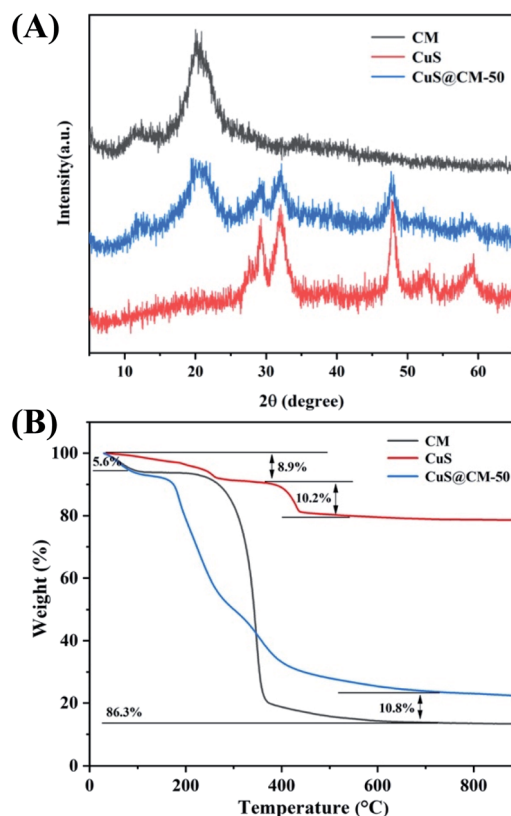 (A)
CM
CuS
CuS@CM-50
Intensity(a.u.)
10 20 30 40 50 60
2θ (degree)
(B)
CM
CuS
CuS@CM-50
100
80
60
40
20
0
5.6%
8.9%
10.2%
86.3%
10.8%
Weight (%)
0 200 400 600 800
Temperature (°C)